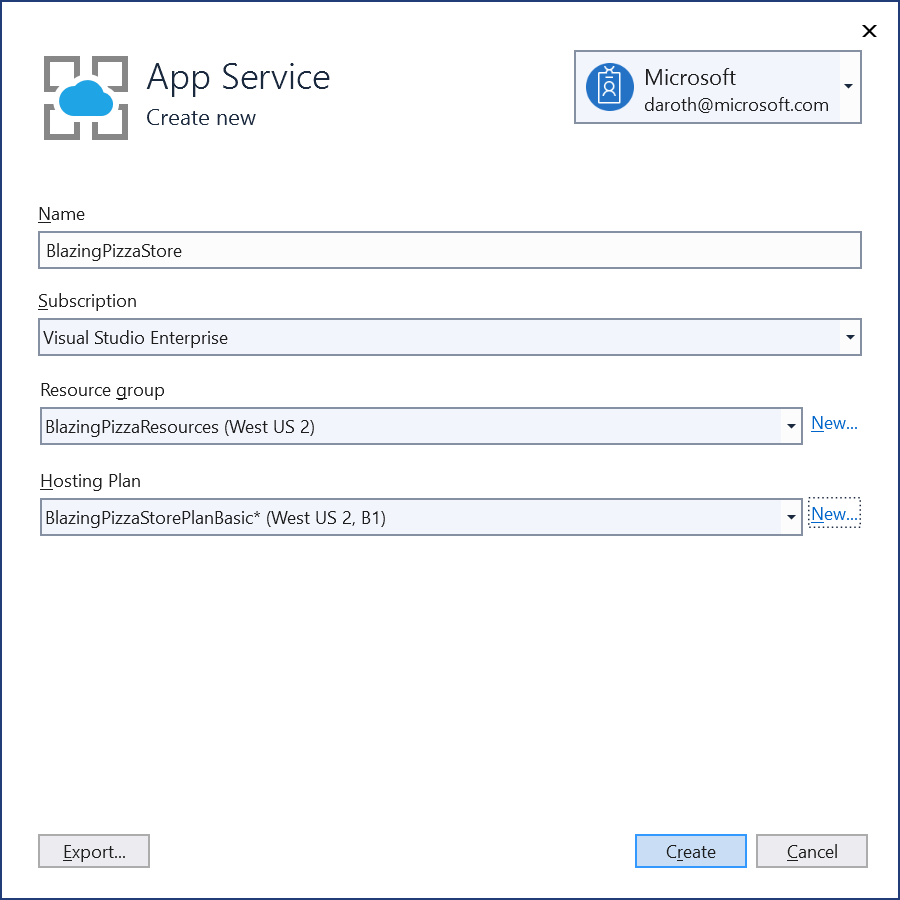 App Service
Create new
Microsoft
daroth@microsoft.com
Name
BlazingPizzaStore
Subscription
Visual Studio Enterprise
Resource group
BlazingPizzaResources (West US 2)
New...
Hosting Plan
BlazingPizzaStorePlanBasic* (West US 2, B1)
New...
Export...
Create
Cancel